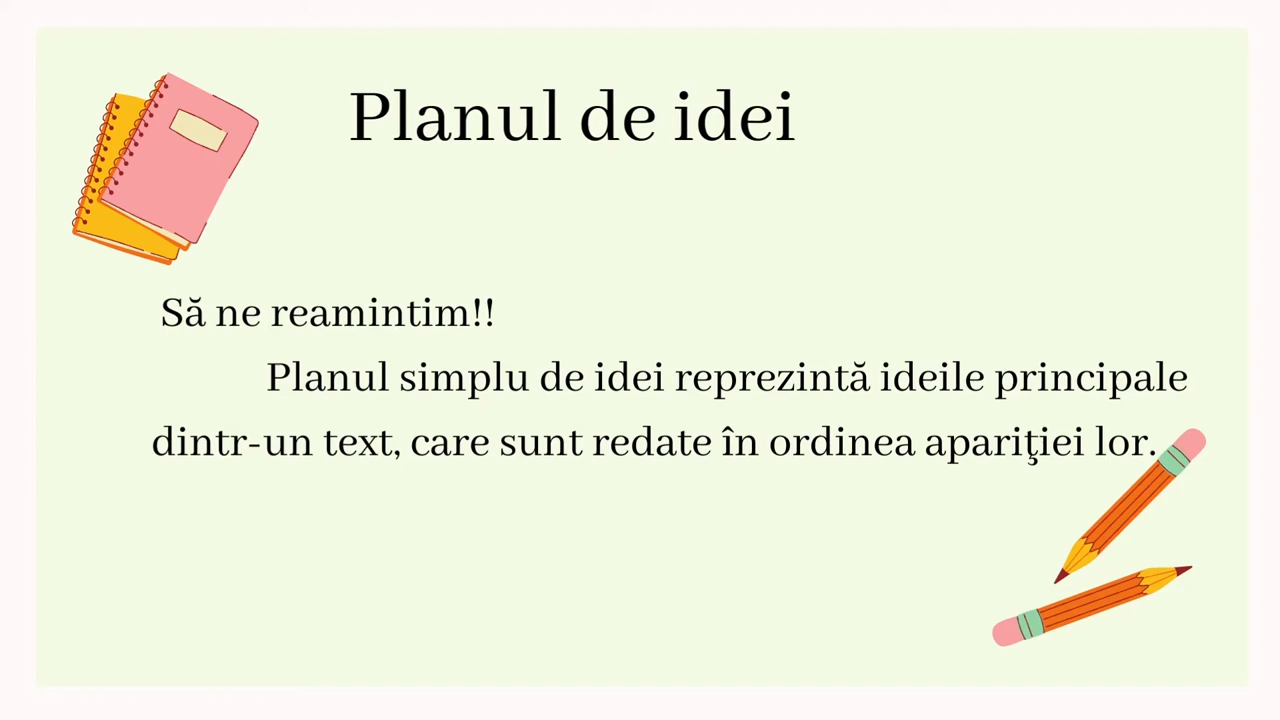 Planul de idei
Să ne reamintim!!
Planul simplu de idei reprezintă ideile principale
dintr-un text, care sunt redate în ordinea apariţiei lor.